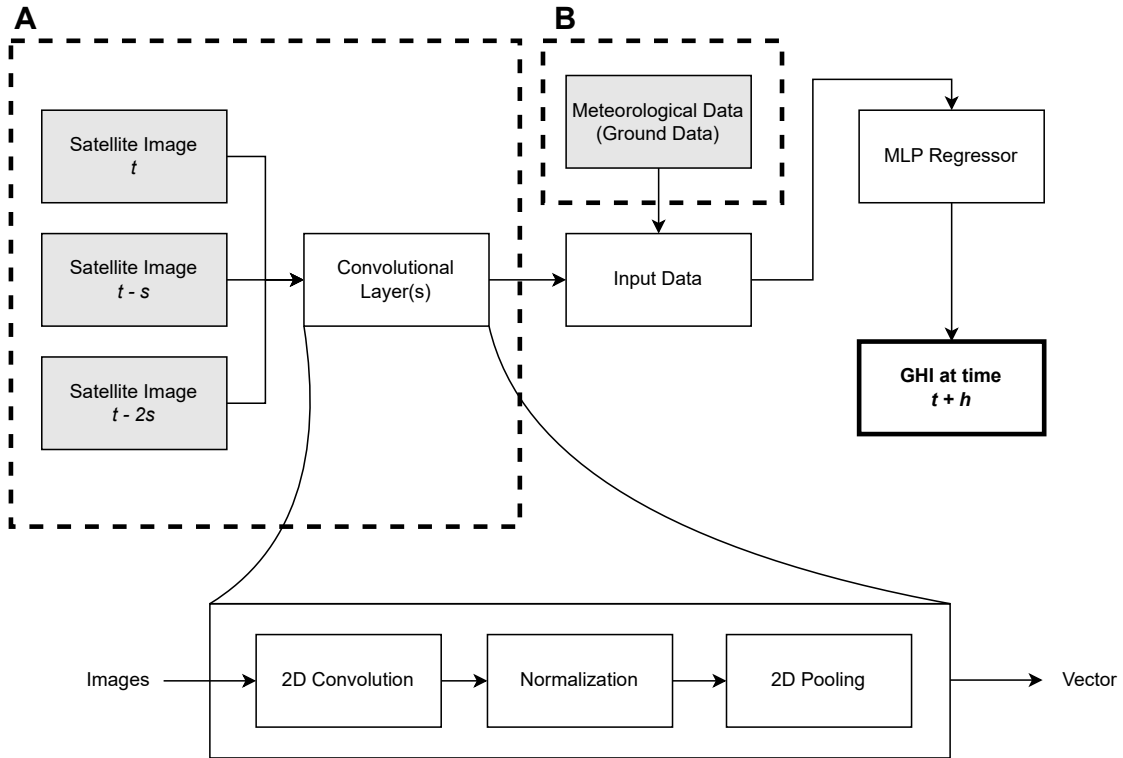 A
B
Satellite Image
t
Satellite Image
t - s
Satellite Image
t - 2s
Convolutional
Layer(s)
Meteorological Data
(Ground Data)
Input Data
MLP Regressor
GHI at time
t + h
Images
2D Convolution
Normalization
2D Pooling
Vector